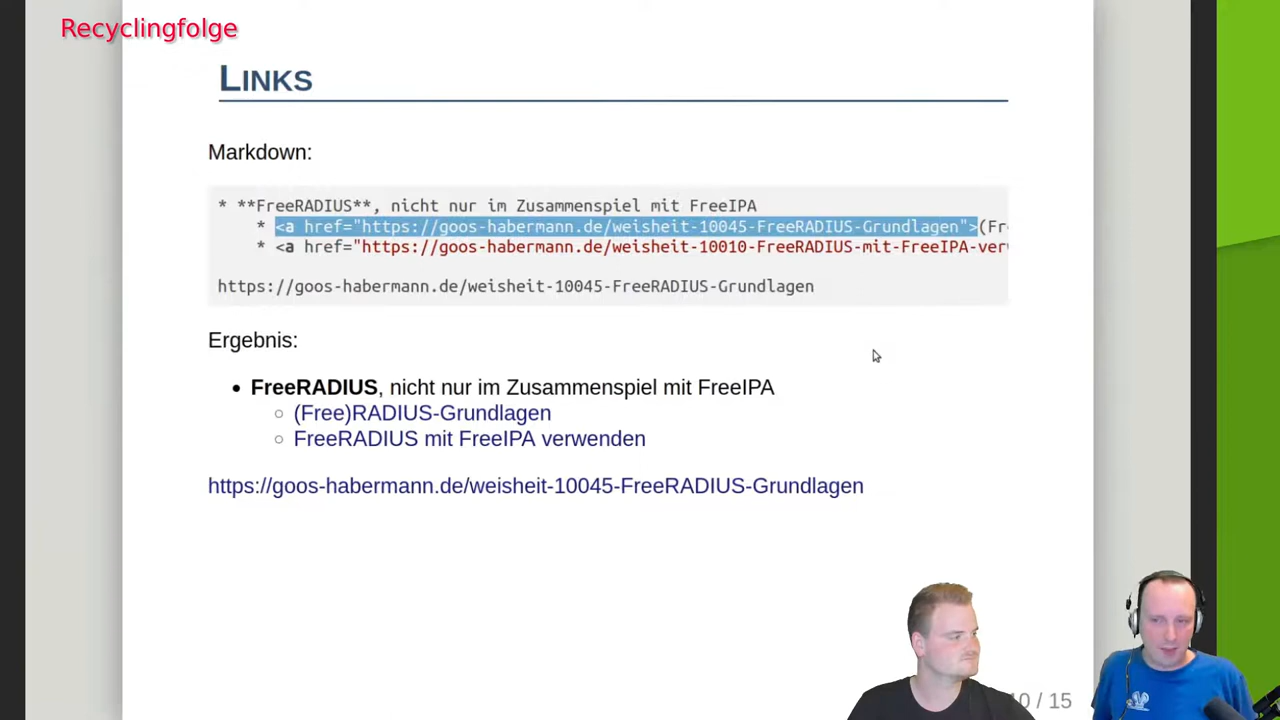 Recyclingfolge
LINKS
Markdown:
* **FreeRADIUS**, nicht nur im Zusammenspiel mit FreeIPA
* <a href="https://goos-habermann.de/weisheit-10045-FreeRADIUS-Grundlagen">(Fr
* <a href="https://goos-habermann.de/weisheit-10010-FreeRADIUS-mit-FreeIPA-ver
https://goos-habermann.de/weisheit-10045-FreeRADIUS-Grundlagen
Ergebnis:
• FreeRADIUS, nicht nur im Zusammenspiel mit FreeIPA
○ (Free)RADIUS-Grundlagen
○ FreeRADIUS mit FreeIPA verwenden
https://goos-habermann.de/weisheit-10045-FreeRADIUS-Grundlagen
10 / 15